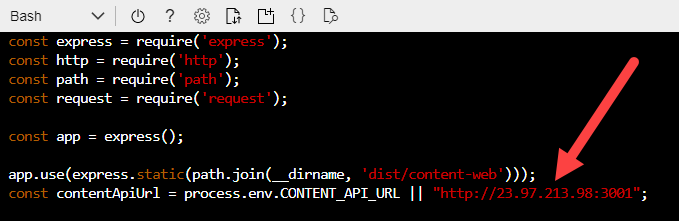 Bash
const express = require('express');
const http = require('http');
const path = require('path');
const request = require('request');
const app = express();
app.use(express.static(path.join(__dirname, 'dist/content-web')));
const contentApiUrl = process.env.CONTENT_API_URL || "http://23.97.213.98:3001";